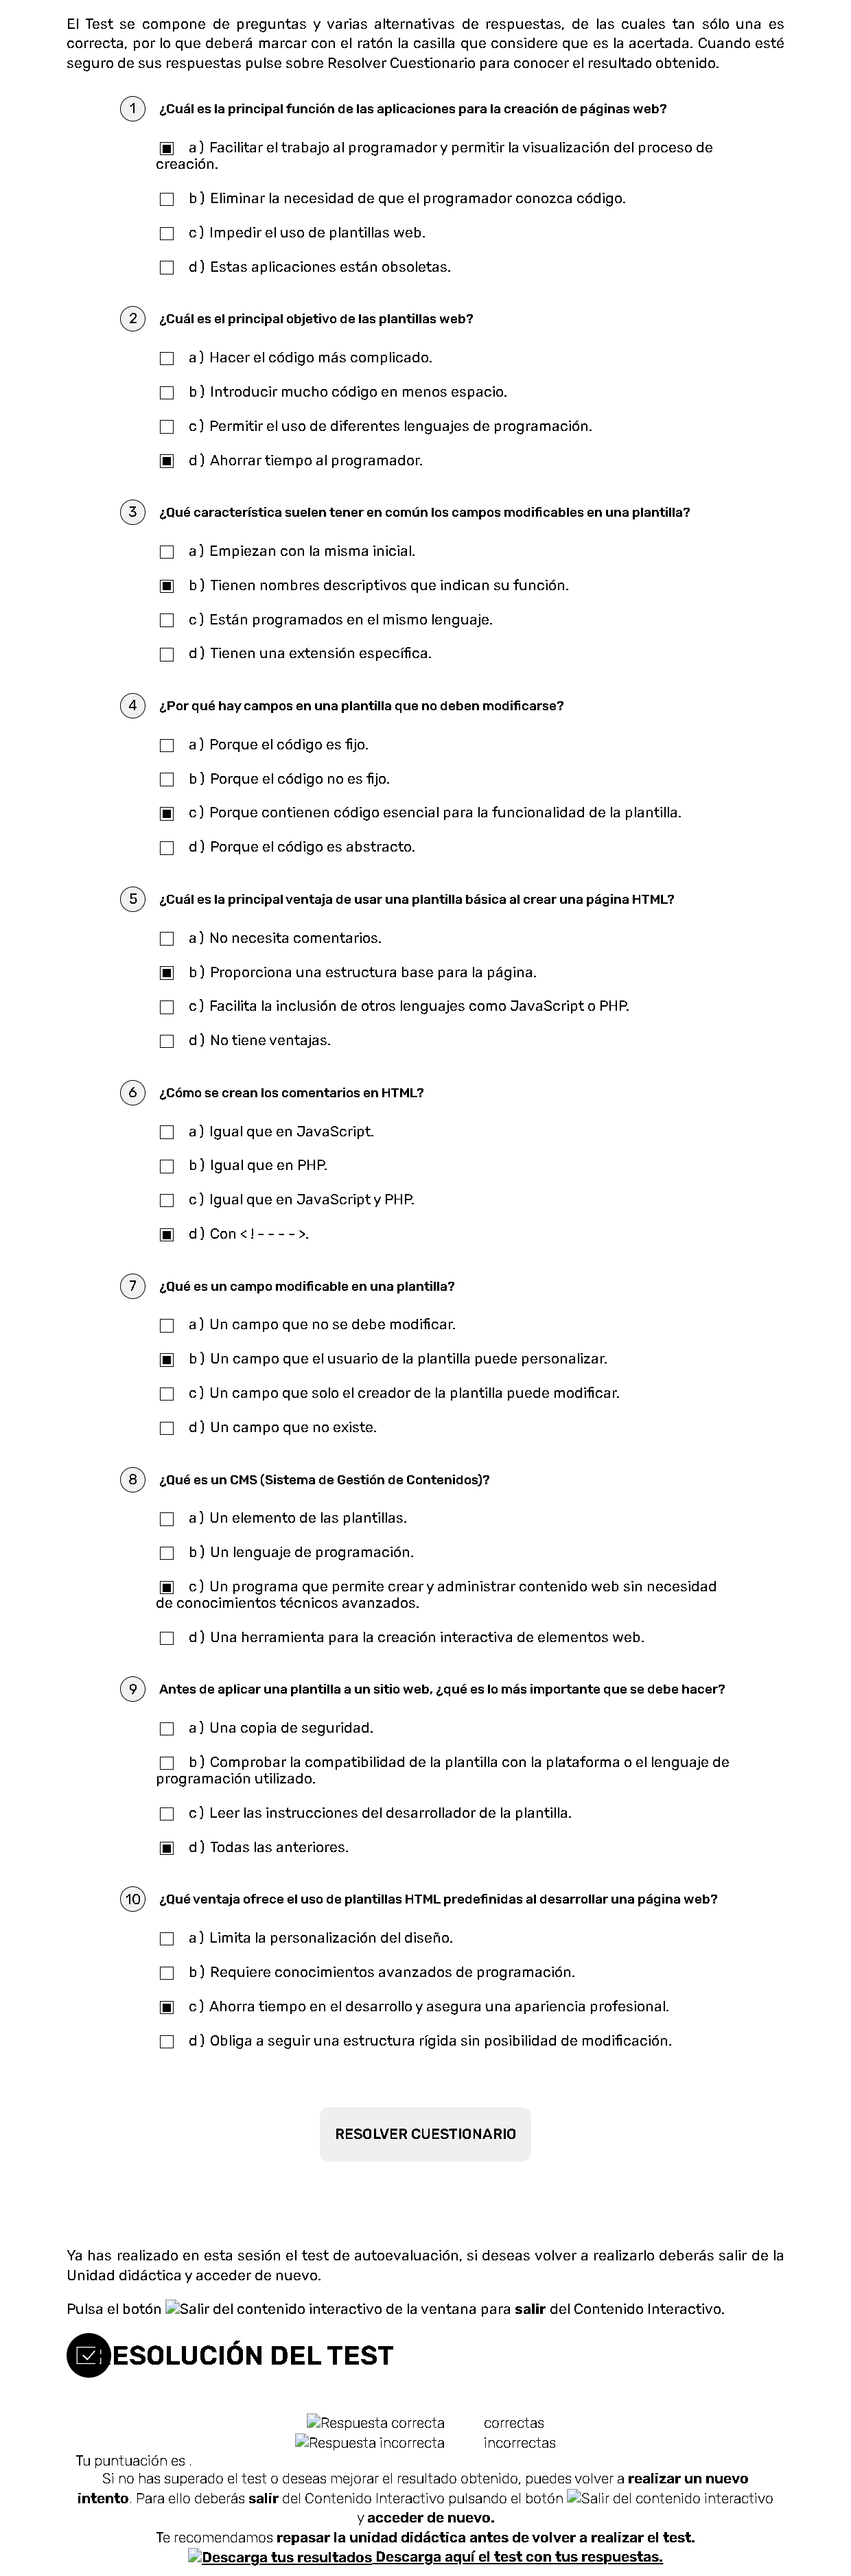 El Test se compone de preguntas y varias alternativas de respuestas, de las cuales tan sólo una es
correcta, por lo que deberá marcar con el ratón la casilla que considere que es la acertada. Cuando esté
seguro de sus respuestas pulse sobre Resolver Cuestionario para conocer el resultado obtenido.
1 ¿Cuál es la principal función de las aplicaciones para la creación de páginas web?
a ) Facilitar el trabajo al programador y permitir la visualización del proceso de
creación.
b ) Eliminar la necesidad de que el programador conozca código.
c ) Impedir el uso de plantillas web.
d ) Estas aplicaciones están obsoletas.
2 ¿Cuál es el principal objetivo de las plantillas web?
a ) Hacer el código más complicado.
b ) Introducir mucho código en menos espacio.
c ) Permitir el uso de diferentes lenguajes de programación.
d ) Ahorrar tiempo al programador.
3 ¿Qué característica suelen tener en común los campos modificables en una plantilla?
a ) Empiezan con la misma inicial.
b ) Tienen nombres descriptivos que indican su función.
c ) Están programados en el mismo lenguaje.
d ) Tienen una extensión específica.
4 ¿Por qué hay campos en una plantilla que no deben modificarse?
a ) Porque el código es fijo.
b ) Porque el código no es fijo.
c ) Porque contienen código esencial para la funcionalidad de la plantilla.
d ) Porque el código es abstracto.
5 ¿Cuál es la principal ventaja de usar una plantilla básica al crear una página HTML?
a ) No necesita comentarios.
b ) Proporciona una estructura base para la página.
c ) Facilita la inclusión de otros lenguajes como JavaScript o PHP.
d ) No tiene ventajas.
6 ¿Cómo se crean los comentarios en HTML?
a ) Igual que en JavaScript.
b ) Igual que en PHP.
c ) Igual que en JavaScript y PHP.
d ) Con < ! - - - - >.
7 ¿Qué es un campo modificable en una plantilla?
a ) Un campo que no se debe modificar.
b ) Un campo que el usuario de la plantilla puede personalizar.
c ) Un campo que solo el creador de la plantilla puede modificar.
d ) Un campo que no existe.
8 ¿Qué es un CMS (Sistema de Gestión de Contenidos)?
a ) Un elemento de las plantillas.
b ) Un lenguaje de programación.
c ) Un programa que permite crear y administrar contenido web sin necesidad
de conocimientos técnicos avanzados.
d ) Una herramienta para la creación interactiva de elementos web.
9 Antes de aplicar una plantilla a un sitio web, ¿qué es lo más importante que se debe hacer?
a ) Una copia de seguridad.
b ) Comprobar la compatibilidad de la plantilla con la plataforma o el lenguaje de
programación utilizado.
c ) Leer las instrucciones del desarrollador de la plantilla.
d ) Todas las anteriores.
10 ¿Qué ventaja ofrece el uso de plantillas HTML predefinidas al desarrollar una página web?
a ) Limita la personalización del diseño.
b ) Requiere conocimientos avanzados de programación.
c ) Ahorra tiempo en el desarrollo y asegura una apariencia profesional.
d ) Obliga a seguir una estructura rígida sin posibilidad de modificación.
RESOLVER CUESTIONARIO
Ya has realizado en esta sesión el test de autoevaluación, si deseas volver a realizarlo deberás salir de la
Unidad didáctica y acceder de nuevo.
Pulsa el botón Salir del contenido interactivo de la ventana para salir del Contenido Interactivo.
RESOLUCIÓN DEL TEST
Respuesta correcta correctas
Respuesta incorrecta incorrectas
Tu puntuación es .
Si no has superado el test o deseas mejorar el resultado obtenido, puedes volver a realizar un nuevo
intento. Para ello deberás salir del Contenido Interactivo pulsando el botón Salir del contenido interactivo
y acceder de nuevo.
Te recomendamos repasar la unidad didáctica antes de volver a realizar el test.
Descarga tus resultados Descarga aquí el test con tus respuestas.